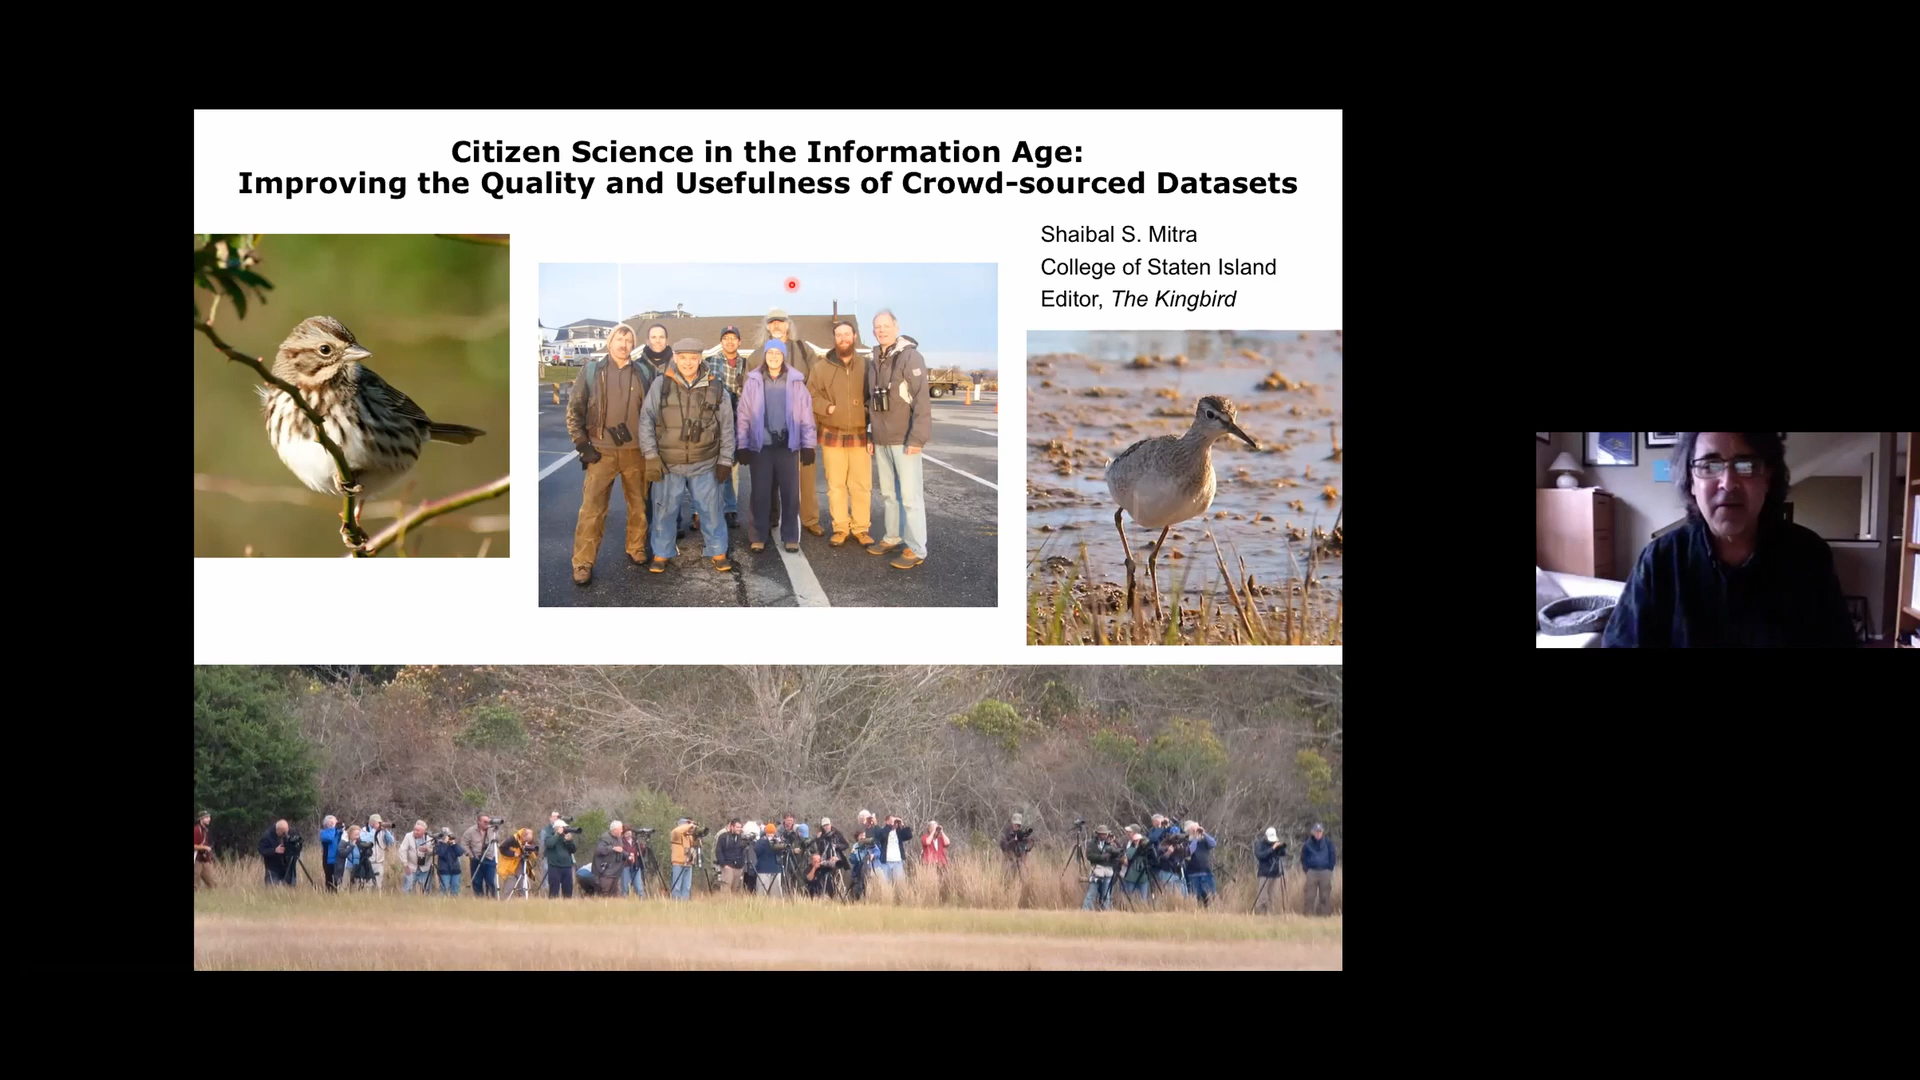 Citizen Science in the Information Age:
Improving the Quality and Usefulness of Crowd-sourced Datasets
Shaibal S. Mitra
College of Staten Island
Editor, The Kingbird